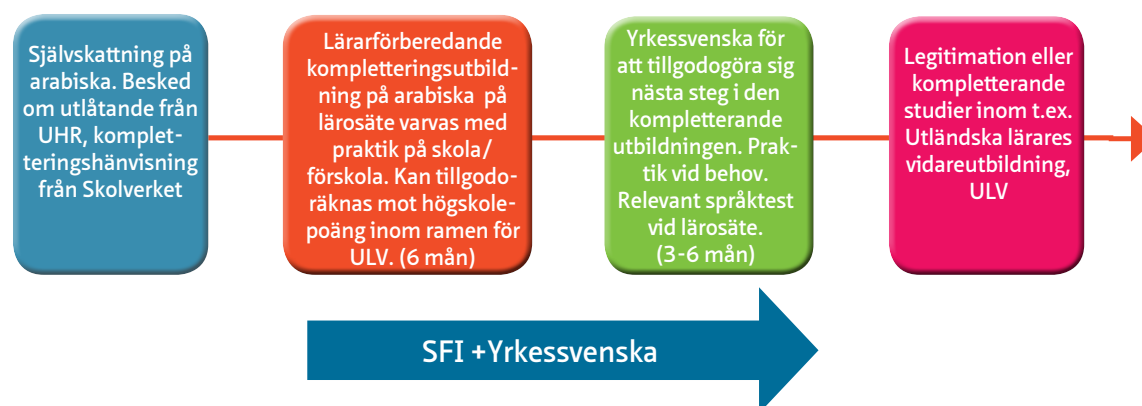 Självskattning på
arabiska. Besked
om utlåtande från
UHR, komplet-
teringshänvisning
från Skolverket
Lärarförberedande
kompletteringsutbild-
ning på arabiska på
lärosäte varvas med
praktik på skola/
förskola. Kan tillgodo-
räknas mot högskole-
poäng inom ramen för
ULV. (6 mån)
Yrkessvenska för
att tillgodogöra sig
nästa steg i den
kompletterande
utbildningen. Prak-
tik vid behov.
Relevant språktest
vid lärosäte.
(3-6 mån)
Legitimation eller
kompletterande
studier inom t.ex.
Utländska lärares
vidareutbildning,
ULV
SFI +Yrkessvenska